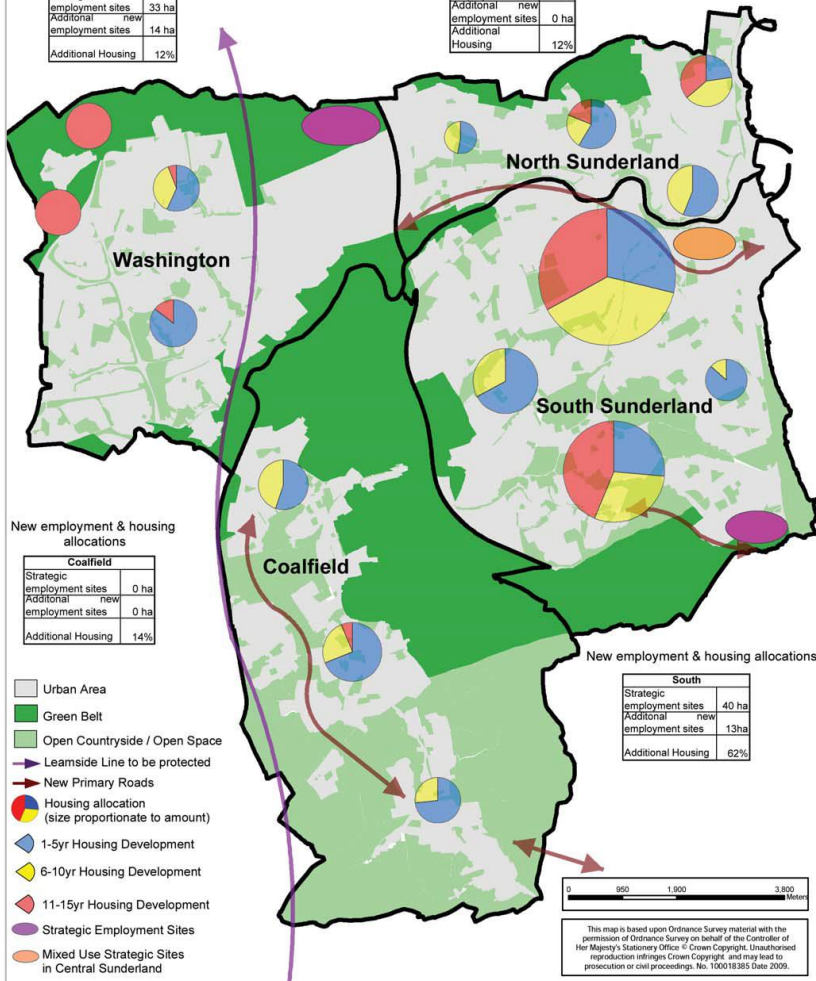 employment sites 33 ha
Additonal new
employment sites 14 ha
Additional Housing 12%
Additonal new
employment sites 0 ha
Additional
Housing 12%
North Sunderland
Washington
South Sunderland
Coalfield
New employment & housing
allocations
Coalfield
Strategic
employment sites 0 ha
Additonal new
employment sites 0 ha
Additional Housing 14%
New employment & housing allocations
South
Strategic
employment sites 40 ha
Additonal new
employment sites 13ha
Additional Housing 62%
Urban Area
Green Belt
Open Countryside / Open Space
Leamside Line to be protected
New Primary Roads
Housing allocation
(size proportionate to amount)
1-5yr Housing Development
6-10yr Housing Development
11-15yr Housing Development
Strategic Employment Sites
Mixed Use Strategic Sites
in Central Sunderland
0 950 1,900 3,800
Meters
This map is based upon Ordnance Survey material with the
permission of Ordnance Survey on behalf of the Controller of
Her Majesty's Stationery Office © Crown Copyright. Unauthorised
reproduction infringes Crown Copyright and may lead to
prosecution or civil proceedings. No. 100018385 Date 2009.